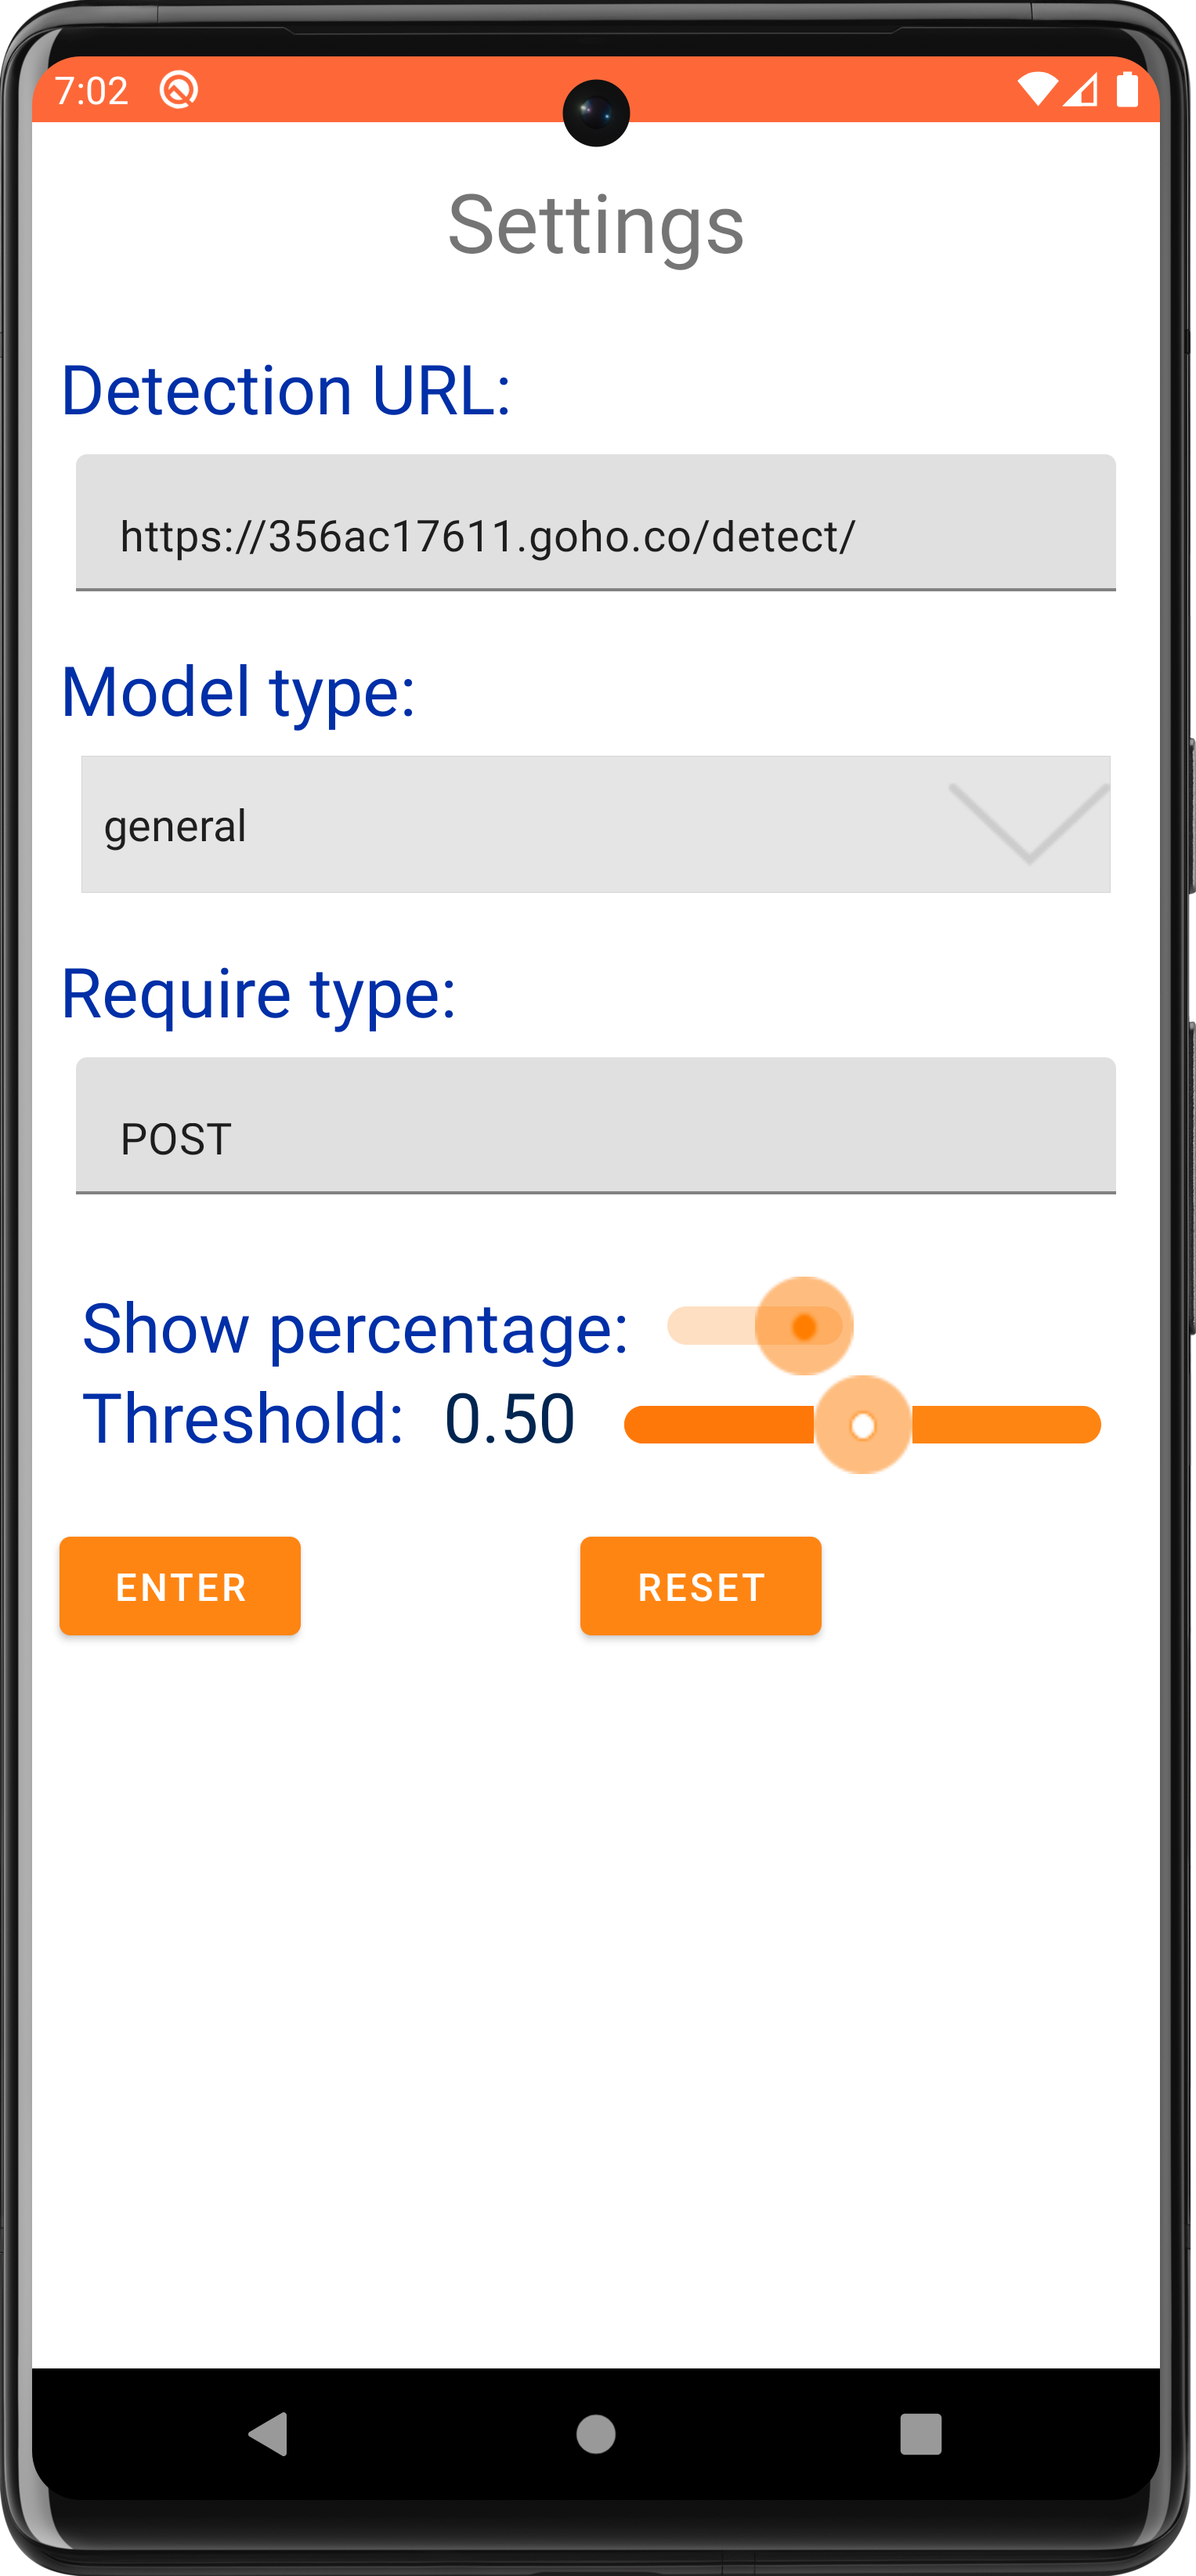 7:02
Settings
Detection URL:
https://356ac17611.goho.co/detect/
Model type:
general
Require type:
POST
Show percentage:
Threshold: 0.50
ENTER RESET